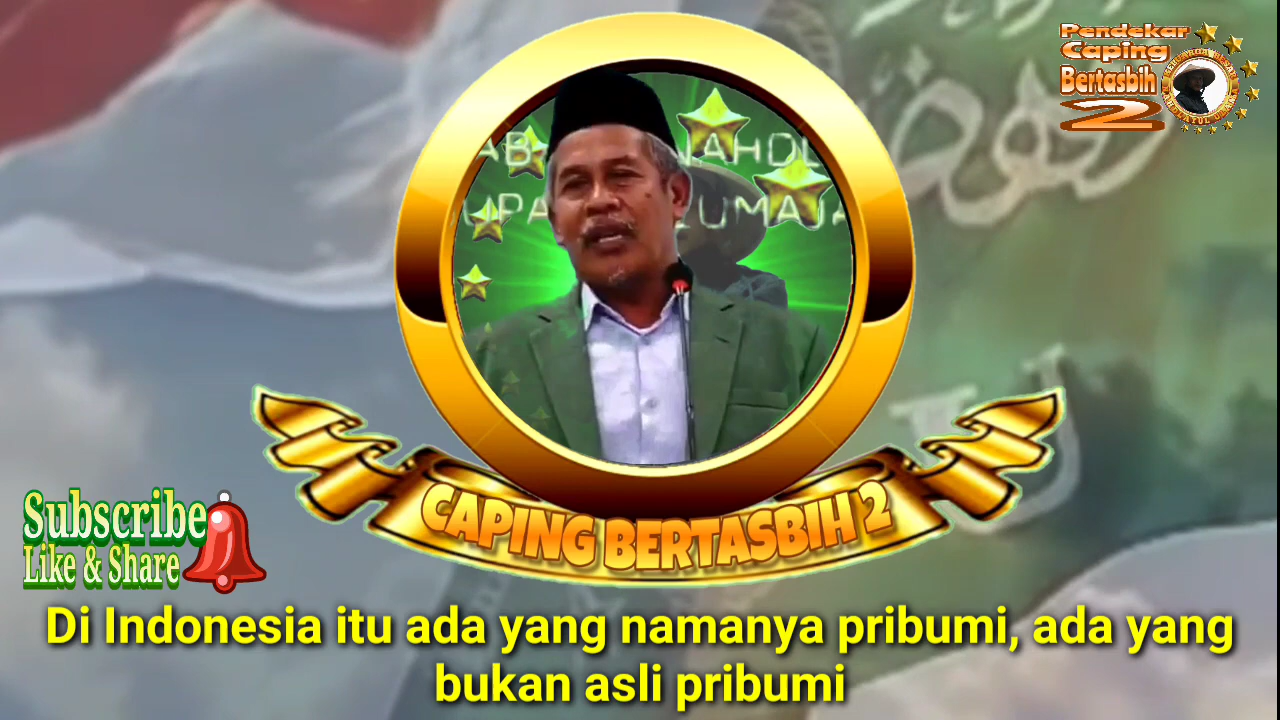 Pendekar
Caping
Bertasbih
2
CAPING BERTASBIH 2
Subscribe
Like & Share
Di Indonesia itu ada yang namanya pribumi, ada yang
bukan asli pribumi